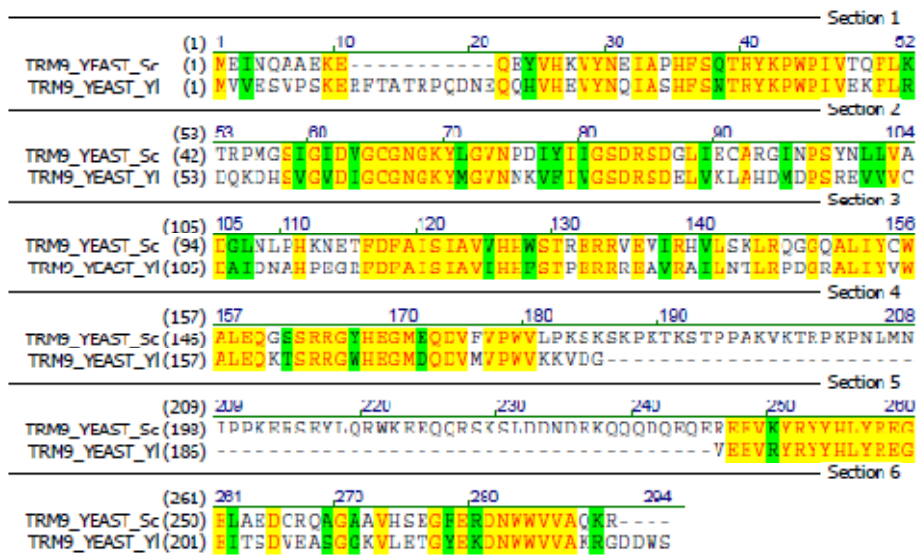 Section 1
(1) 1 10 20 30 40 52
TRM9_YEAST_Sc (1) MEINQAAEKE-----------QEYVHKVYNEIAPHFSQTRYKPWPIVTQFLK
TRM9_YEAST_Yl (1) MVVESVPSKERFTATRPQDNEQQHVHEVYNQIASHFSNTRYKPWPIVEKFLR
Section 2
(53) 53 60 70 80 90 104
TRM9_YEAST_Sc (42) TRPMGSIGIDVGCGNGKYLGVNPDIYIIGSDRSDGLIECARGINPSYNLLVA
TRM9_YEAST_Yl (53) DQKDHSVGVDIGCGNGKYMGVNNKVFIVGSDRSDELVKLAHDMDPSREVVVC
Section 3
(105) 105 110 120 130 140 156
TRM9_YEAST_Sc (94) DGLNLPHKNETFDFAISIAVVHHWSTRERRVEVIRHVLSKLRQGGQALIYCW
TRM9_YEAST_Yl (105) DAIDNAHPEGRFDFAISIAVIHHFSTPERRREAVRAILNTLRPDGRALIYVW
Section 4
(157) 157 170 180 190 208
TRM9_YEAST_Sc (146) ALEQGSSRRGYHEGMEQDVFVPWVLPKSKSKPKTKSTPPAKVKTRPKPNLMN
TRM9_YEAST_Yl (157) ALEQKTSRRGWHEGMDQDVMVPWVKKVDG-----------------------
Section 5
(209) 209 220 230 240 250 260
TRM9_YEAST_Sc (198) IPPKERSEYLQRWKEEQQRSKSLDDNDEKQQQDQEQEREEVKYRYYHLYREG
TRM9_YEAST_Yl (186) --------------------------------------VEEVRYRYYHLYREG
Section 6
(261) 261 270 280 294
TRM9_YEAST_Sc (250) ELAEDCRQAGAAVHSEGFERDNWWVVAQKR----
TRM9_YEAST_Yl (201) EITSDVEASGGKVLETGYEKDNWWVVAKRGDDWS